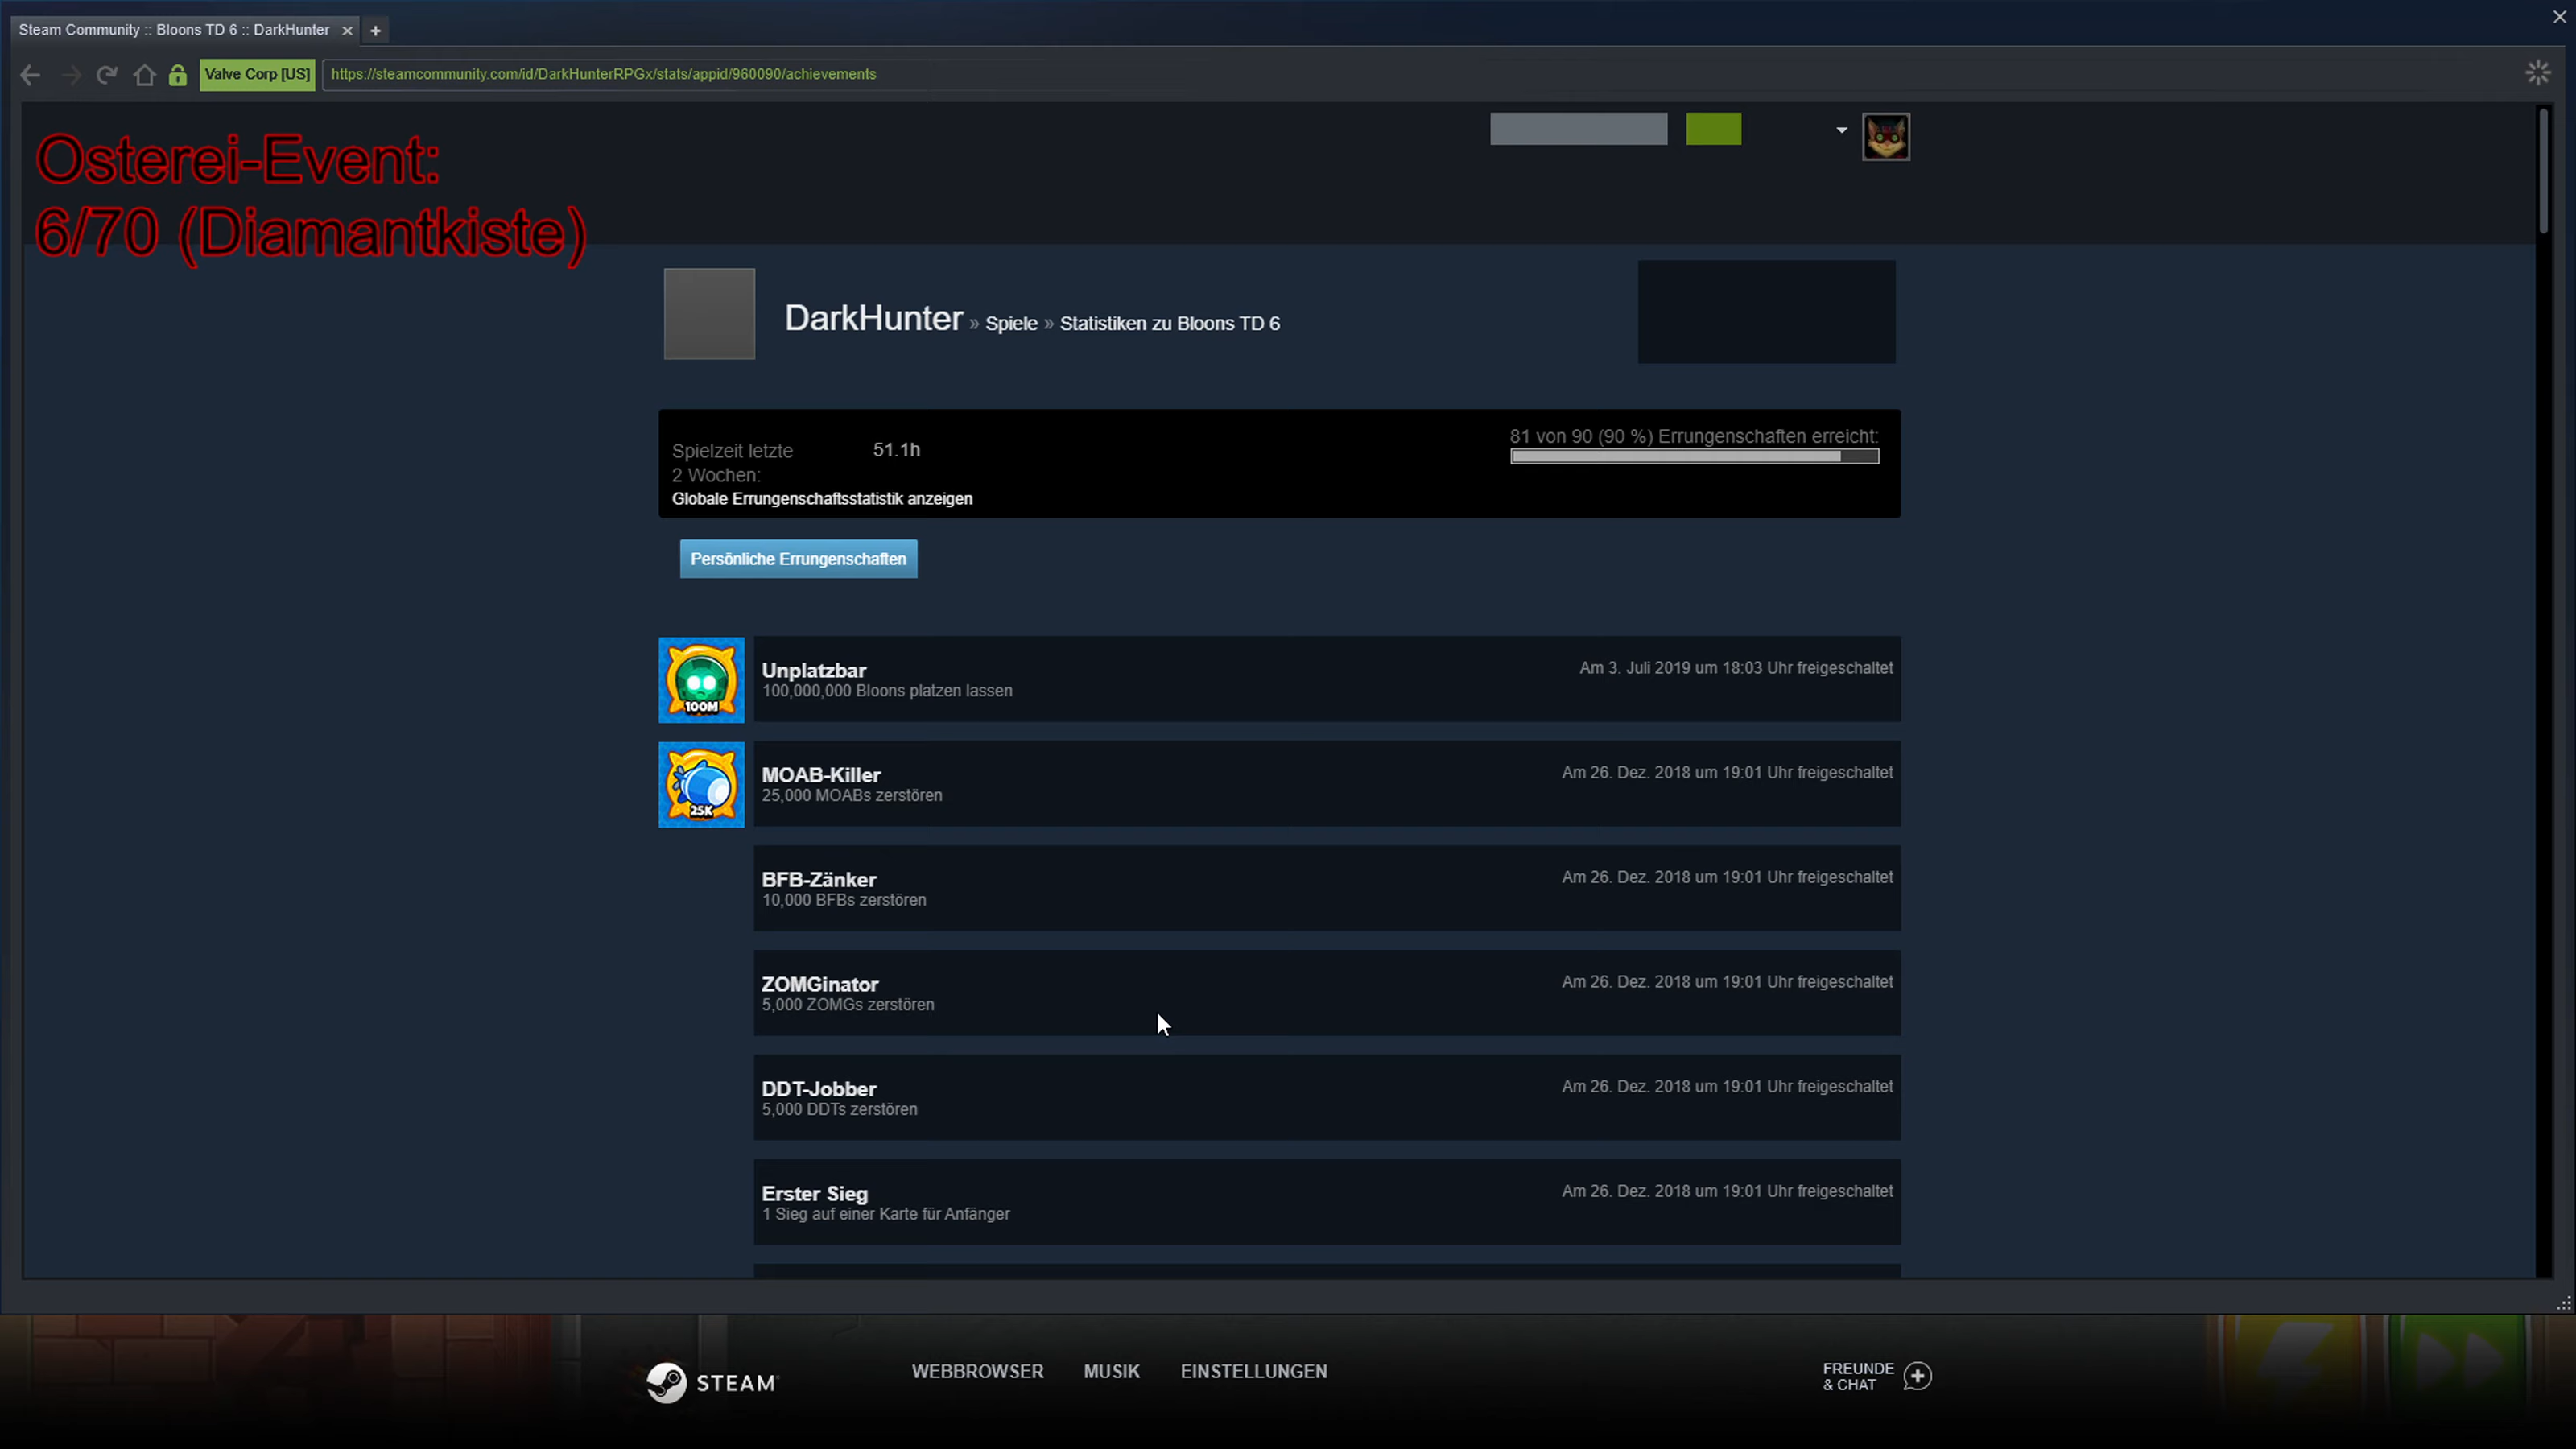 Steam Community :: Bloons TD 6 :: DarkHunter
Valve Corp [US]
https://steamcommunity.com/id/DarkHunterRPGx/stats/appid/960090/achievements
Osterei-Event:
6/70 (Diamantkiste)
DarkHunter » Spiele » Statistiken zu Bloons TD 6
Spielzeit letzte
2 Wochen:
51.1h
81 von 90 (90 %) Errungenschaften erreicht:
Globale Errungenschaftsstatistik anzeigen
Persönliche Errungenschaften
100M
Unplatzbar
100,000,000 Bloons platzen lassen
Am 3. Juli 2019 um 18:03 Uhr freigeschaltet
25K
MOAB-Killer
25,000 MOABs zerstören
Am 26. Dez. 2018 um 19:01 Uhr freigeschaltet
BFB-Zänker
10,000 BFBs zerstören
Am 26. Dez. 2018 um 19:01 Uhr freigeschaltet
ZOMGinator
5,000 ZOMGs zerstören
Am 26. Dez. 2018 um 19:01 Uhr freigeschaltet
DDT-Jobber
5,000 DDTs zerstören
Am 26. Dez. 2018 um 19:01 Uhr freigeschaltet
Erster Sieg
1 Sieg auf einer Karte für Anfänger
Am 26. Dez. 2018 um 19:01 Uhr freigeschaltet
STEAM
WEBBROWSER
MUSIK
EINSTELLUNGEN
FREUNDE
& CHAT